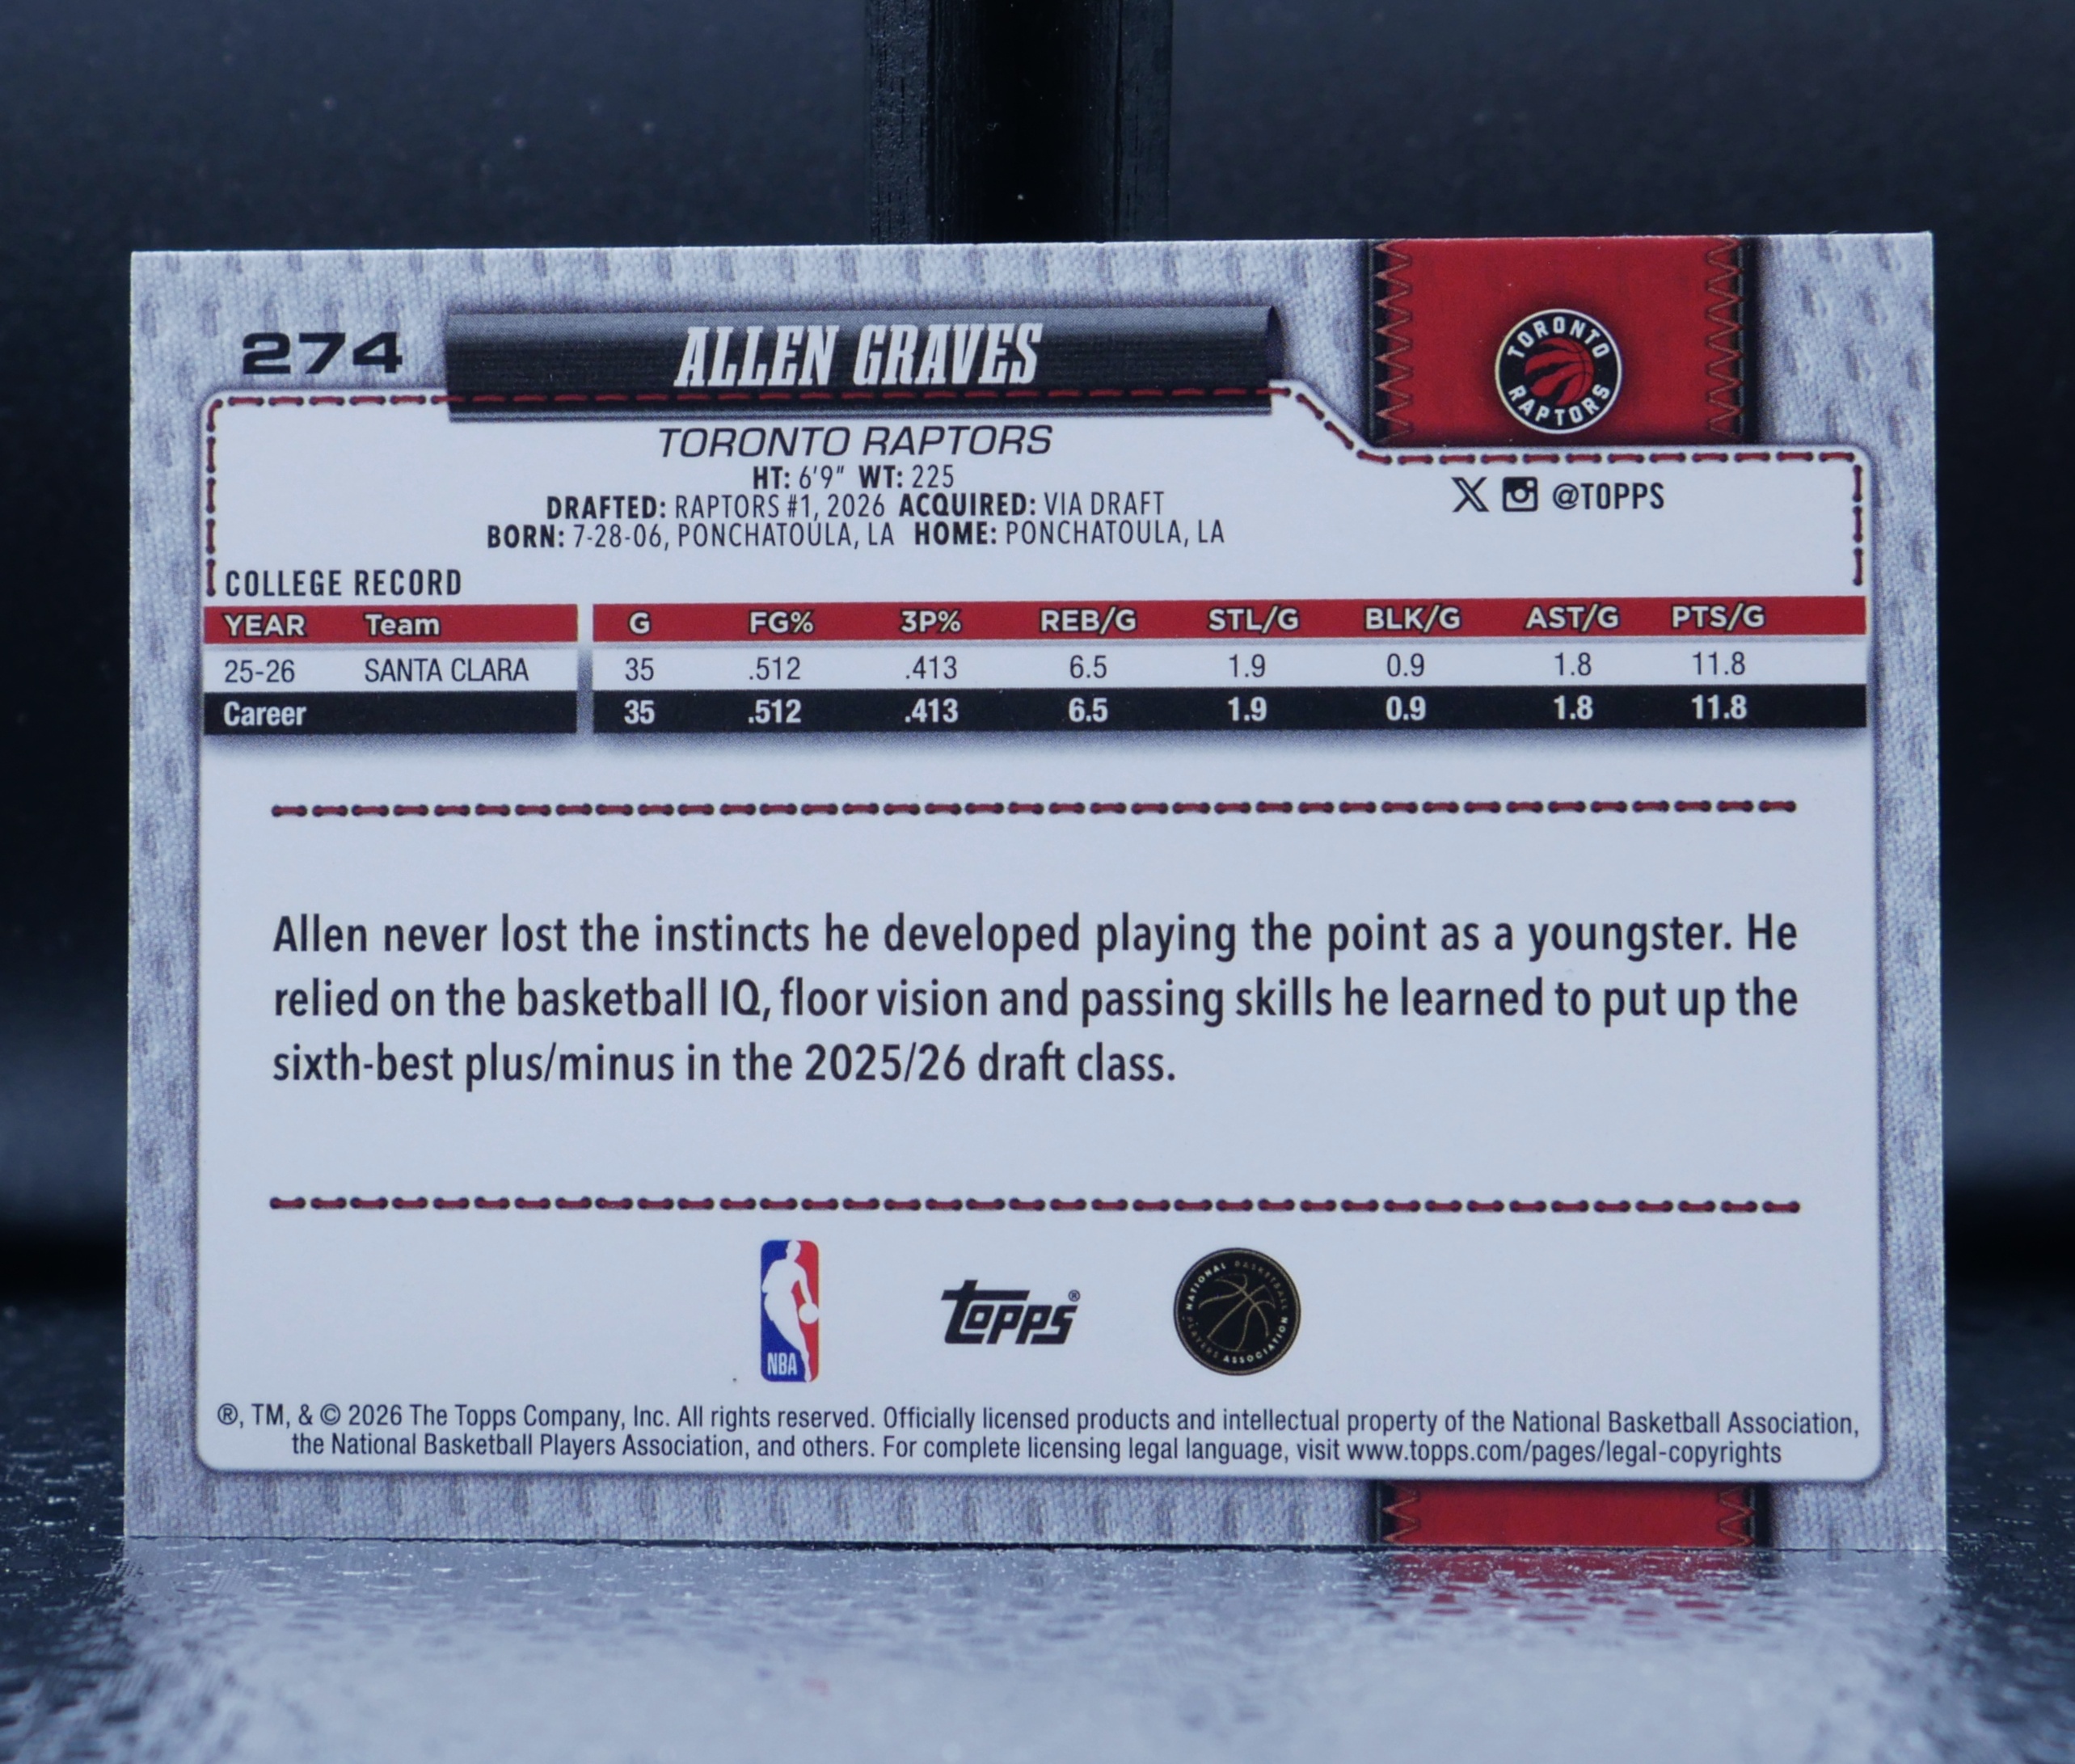 274
ALLEN GRAVES
TORONTO
RAPTORS
TORONTO RAPTORS
HT: 6'9" WT: 225
DRAFTED: RAPTORS #1, 2026 ACQUIRED: VIA DRAFT
BORN: 7-28-06, PONCHATOULA, LA HOME: PONCHATOULA, LA
@TOPPS
COLLEGE RECORD
YEAR Team G FG% 3P% REB/G STL/G BLK/G AST/G PTS/G
25-26 SANTA CLARA 35 .512 .413 6.5 1.9 0.9 1.8 11.8
Career 35 .512 .413 6.5 1.9 0.9 1.8 11.8
Allen never lost the instincts he developed playing the point as a youngster. He
relied on the basketball IQ, floor vision and passing skills he learned to put up the
sixth-best plus/minus in the 2025/26 draft class.
NBA
topps®
NATIONAL BASKETBALL
PLAYERS ASSOCIATION
®, TM, & © 2026 The Topps Company, Inc. All rights reserved. Officially licensed products and intellectual property of the National Basketball Association,
the National Basketball Players Association, and others. For complete licensing legal language, visit www.topps.com/pages/legal-copyrights